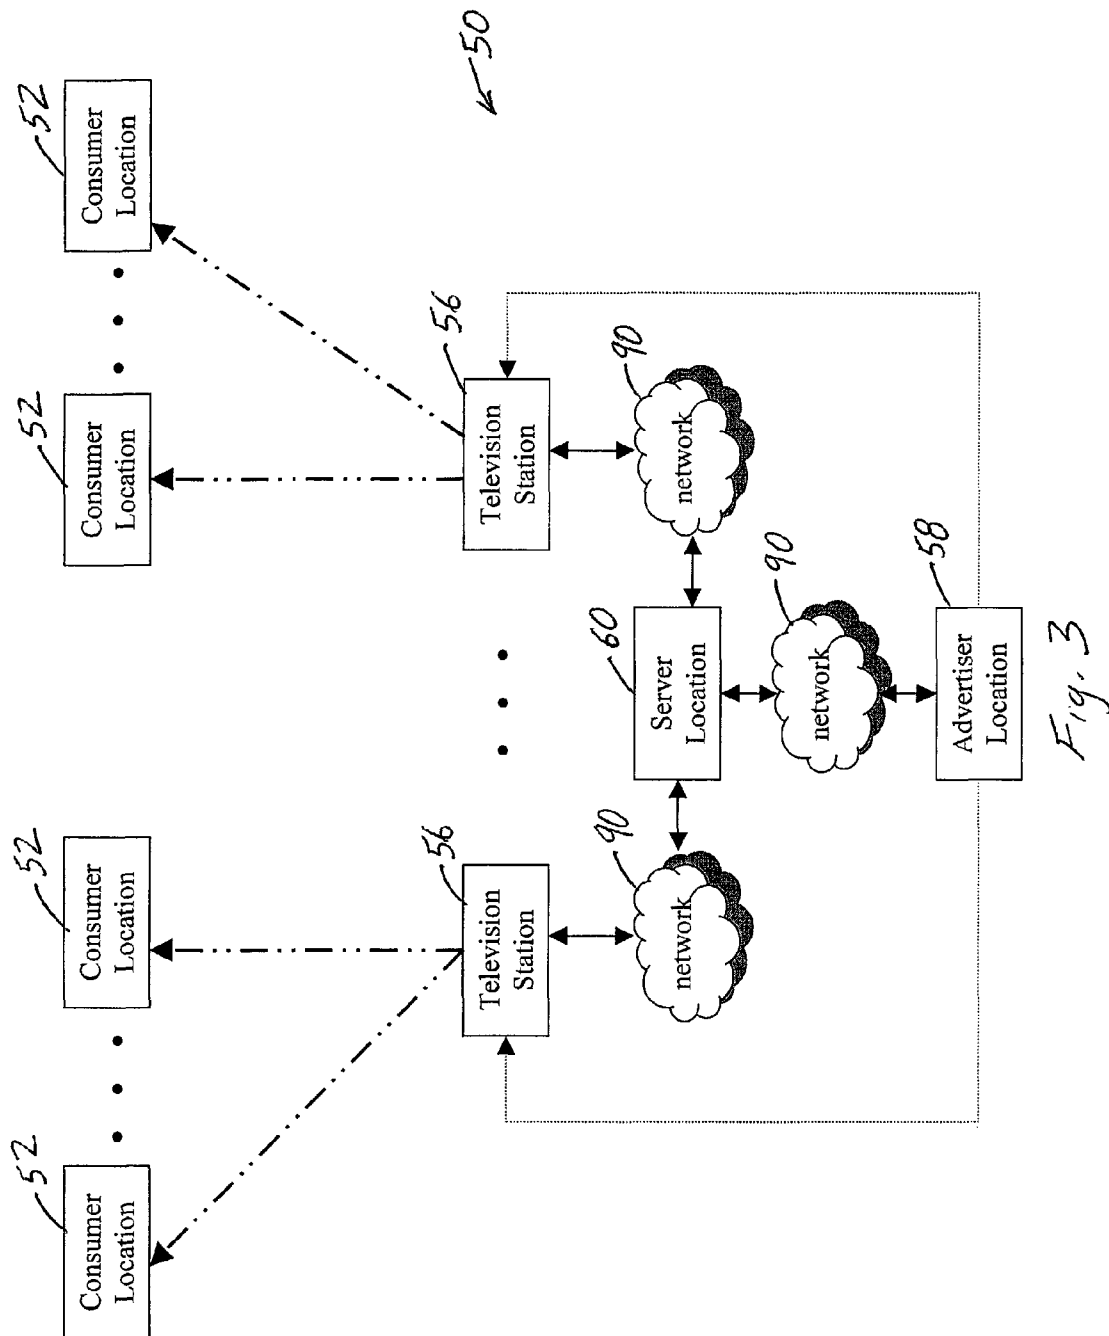 50
52
Consumer
Location
52
Consumer
Location
52
Consumer
Location
52
Consumer
Location
56
Television
Station
56
Television
Station
90
network
60
Server
Location
90
network
90
network
58
Advertiser
Location
Fig. 3